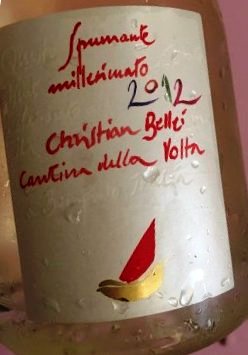 Spumante
millesimato
2012
Christian Bellei
Cantina della Volta